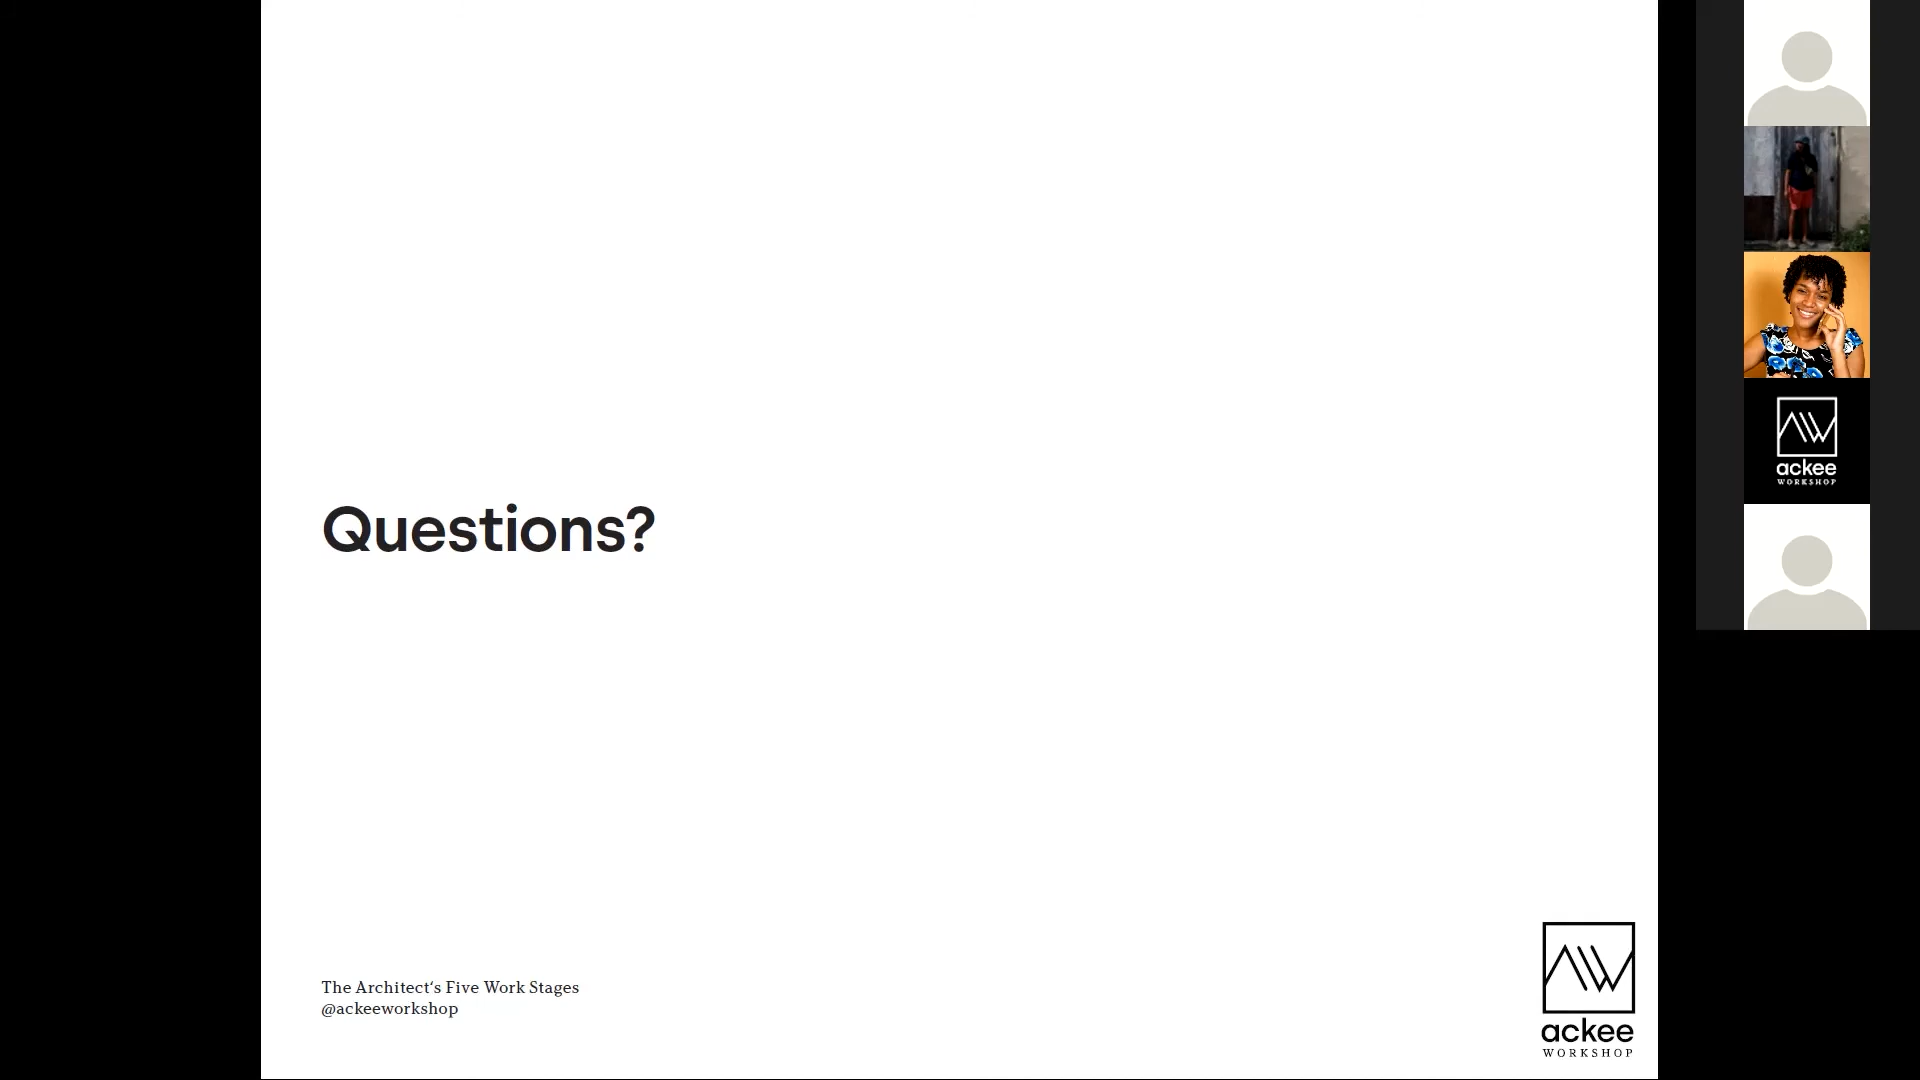 Questions?
The Architect‘s Five Work Stages
@ackeeworkshop
ackee
WORKSHOP
ackee
WORKSHOP